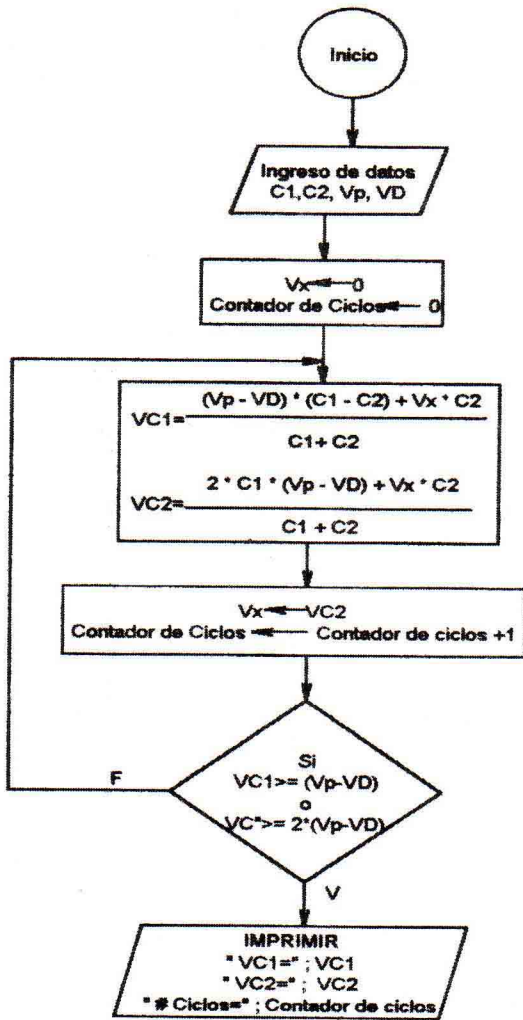 Inicio
Ingreso de datos
C1,C2, Vp, VD
Vx ← 0
Contador de Ciclos ← 0
VC1= (Vp - VD) * (C1 - C2) + Vx * C2
C1+ C2
VC2= 2 * C1 * (Vp - VD) + Vx * C2
C1 + C2
Vx ← VC2
Contador de Ciclos ← Contador de ciclos +1
Si
VC1>= (Vp-VD)
o
VC">= 2*(Vp-VD)
F
V
IMPRIMIR
" VC1=" ; VC1
" VC2=" ; VC2
" # Ciclos=" ; Contador de ciclos